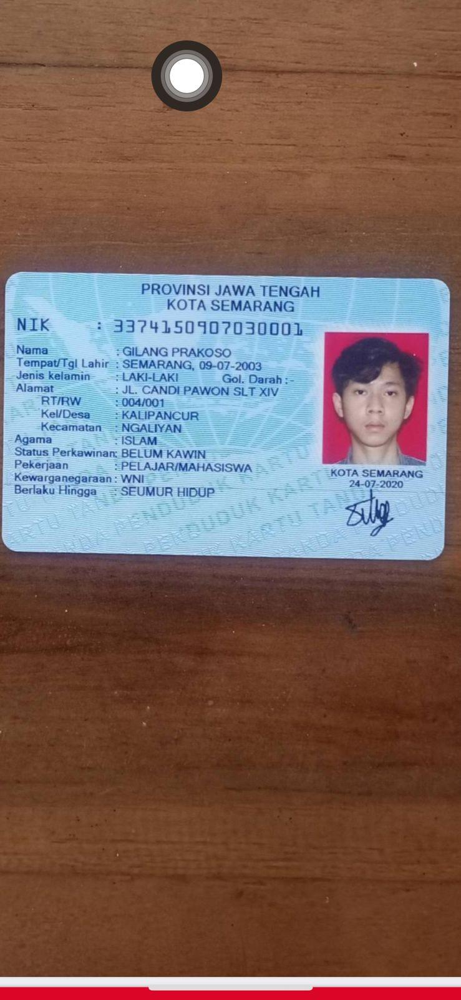 PROVINSI JAWA TENGAH
KOTA SEMARANG
NIK : 3374150907030001
Nama : GILANG PRAKOSO
Tempat/Tgl Lahir : SEMARANG, 09-07-2003
Jenis kelamin : LAKI-LAKI Gol. Darah :-
Alamat : JL. CANDI PAWON SLT XIV
RT/RW : 004/001
Kel/Desa : KALIPANCUR
Kecamatan : NGALIYAN
Agama : ISLAM
Status Perkawinan: BELUM KAWIN
Pekerjaan : PELAJAR/MAHASISWA
Kewarganegaraan : WNI
Berlaku Hingga : SEUMUR HIDUP
KOTA SEMARANG
24-07-2020